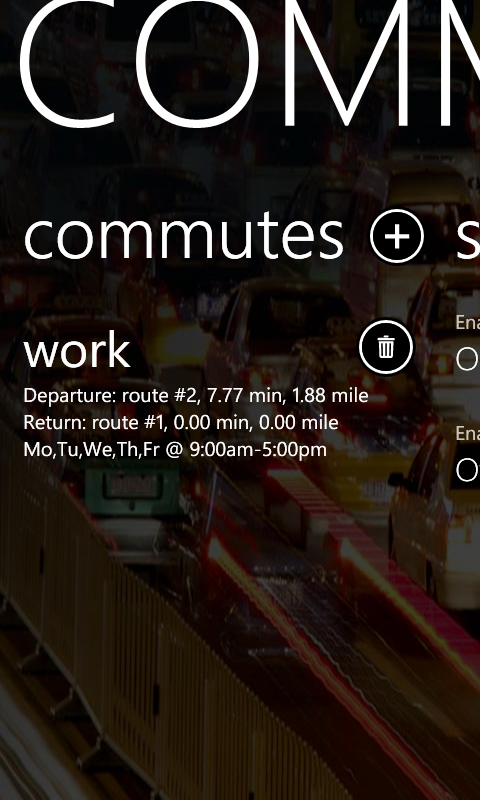 COMM
commutes
work
Departure: route #2, 7.77 min, 1.88 mile
Return: route #1, 0.00 min, 0.00 mile
Mo,Tu,We,Th,Fr @ 9:00am-5:00pm